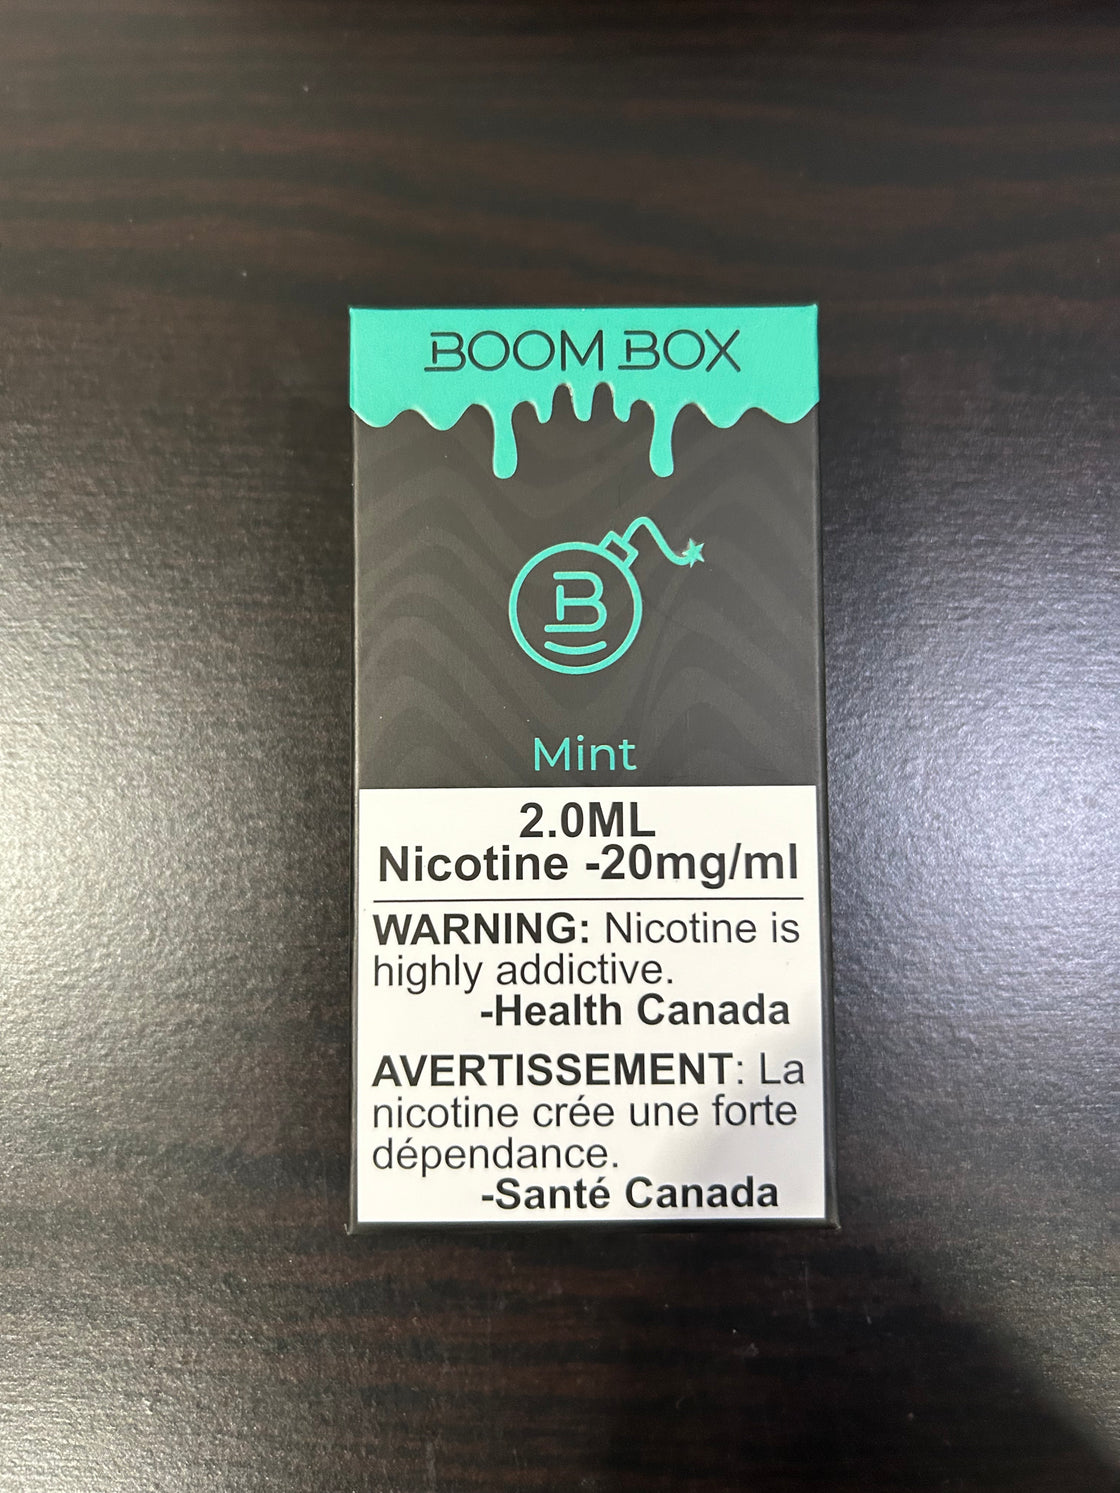 BOOM BOX
B
Mint
2.0ML
Nicotine -20mg/ml
WARNING: Nicotine is
highly addictive.
-Health Canada
AVERTISSEMENT: La
nicotine crée une forte
dépendance.
-Santé Canada